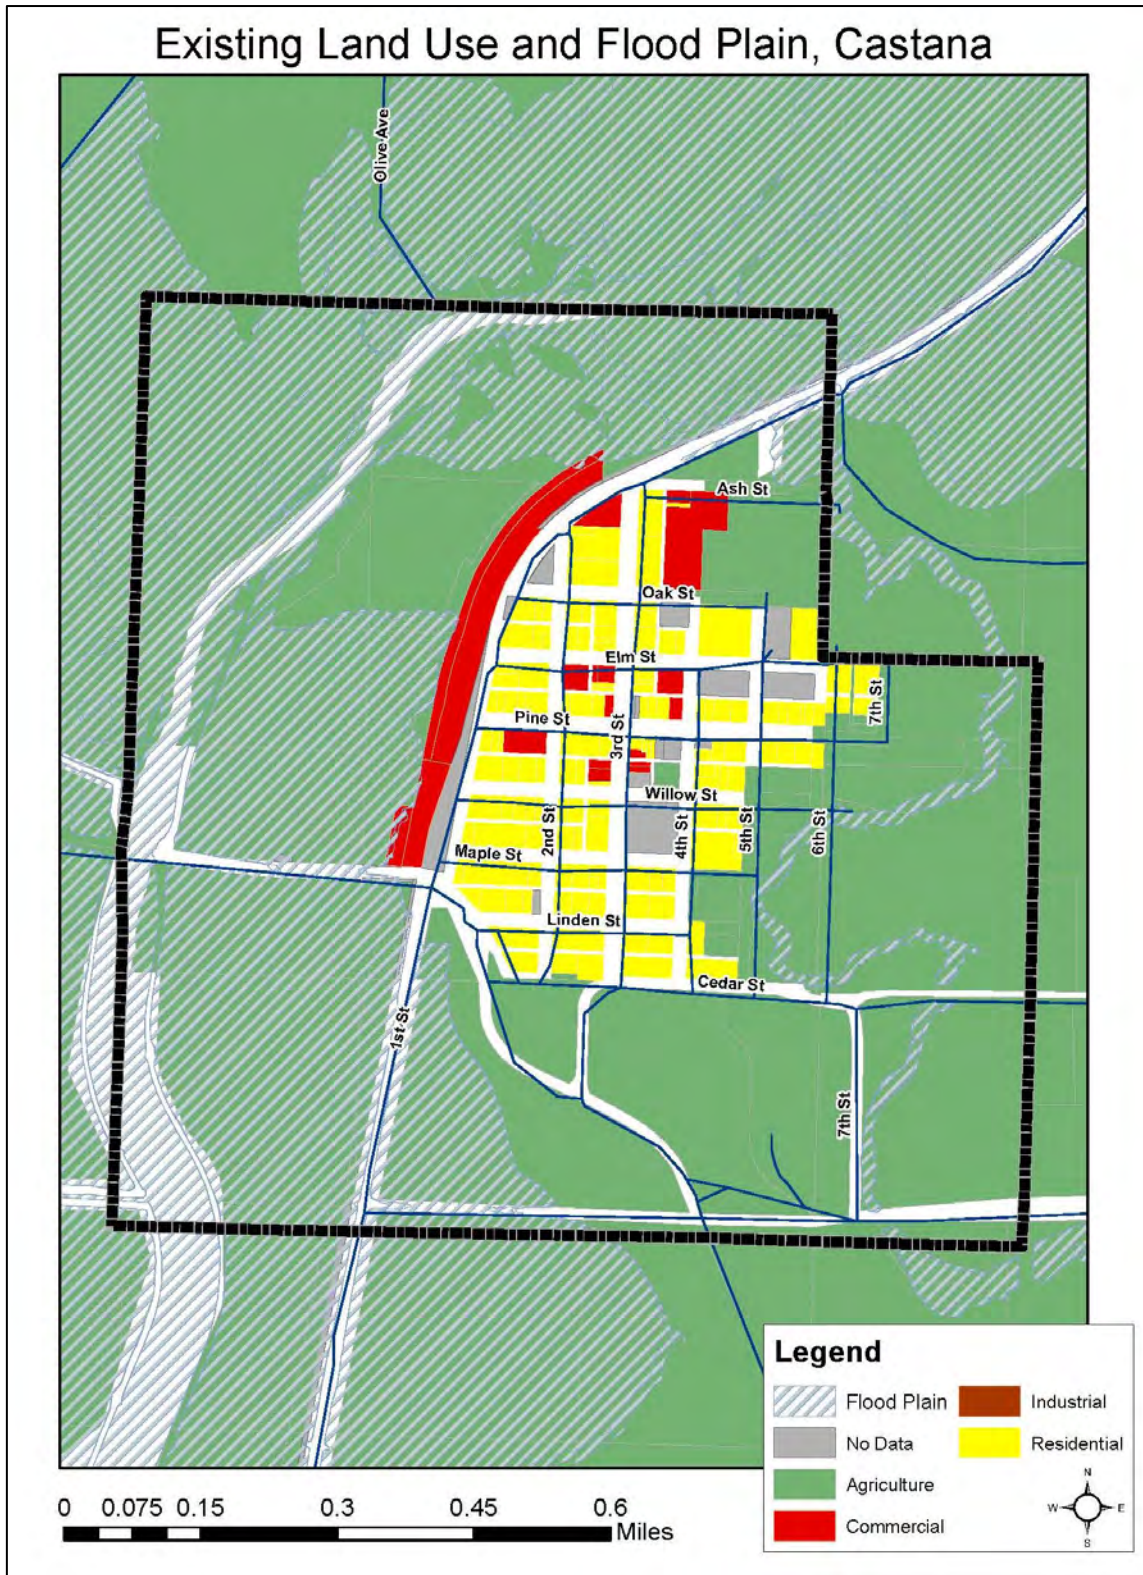 Existing Land Use and Flood Plain, Castana
Olive Ave
Ash St
Oak St
Elm St
7th St
Pine St
3rd St
Willow St
2nd St
4th St
5th St
6th St
Maple St
Linden St
Cedar St
1st St
7th St
Legend
Flood Plain
Industrial
No Data
Residential
Agriculture
Commercial
N
W E
S
0 0.075 0.15 0.3 0.45 0.6
Miles